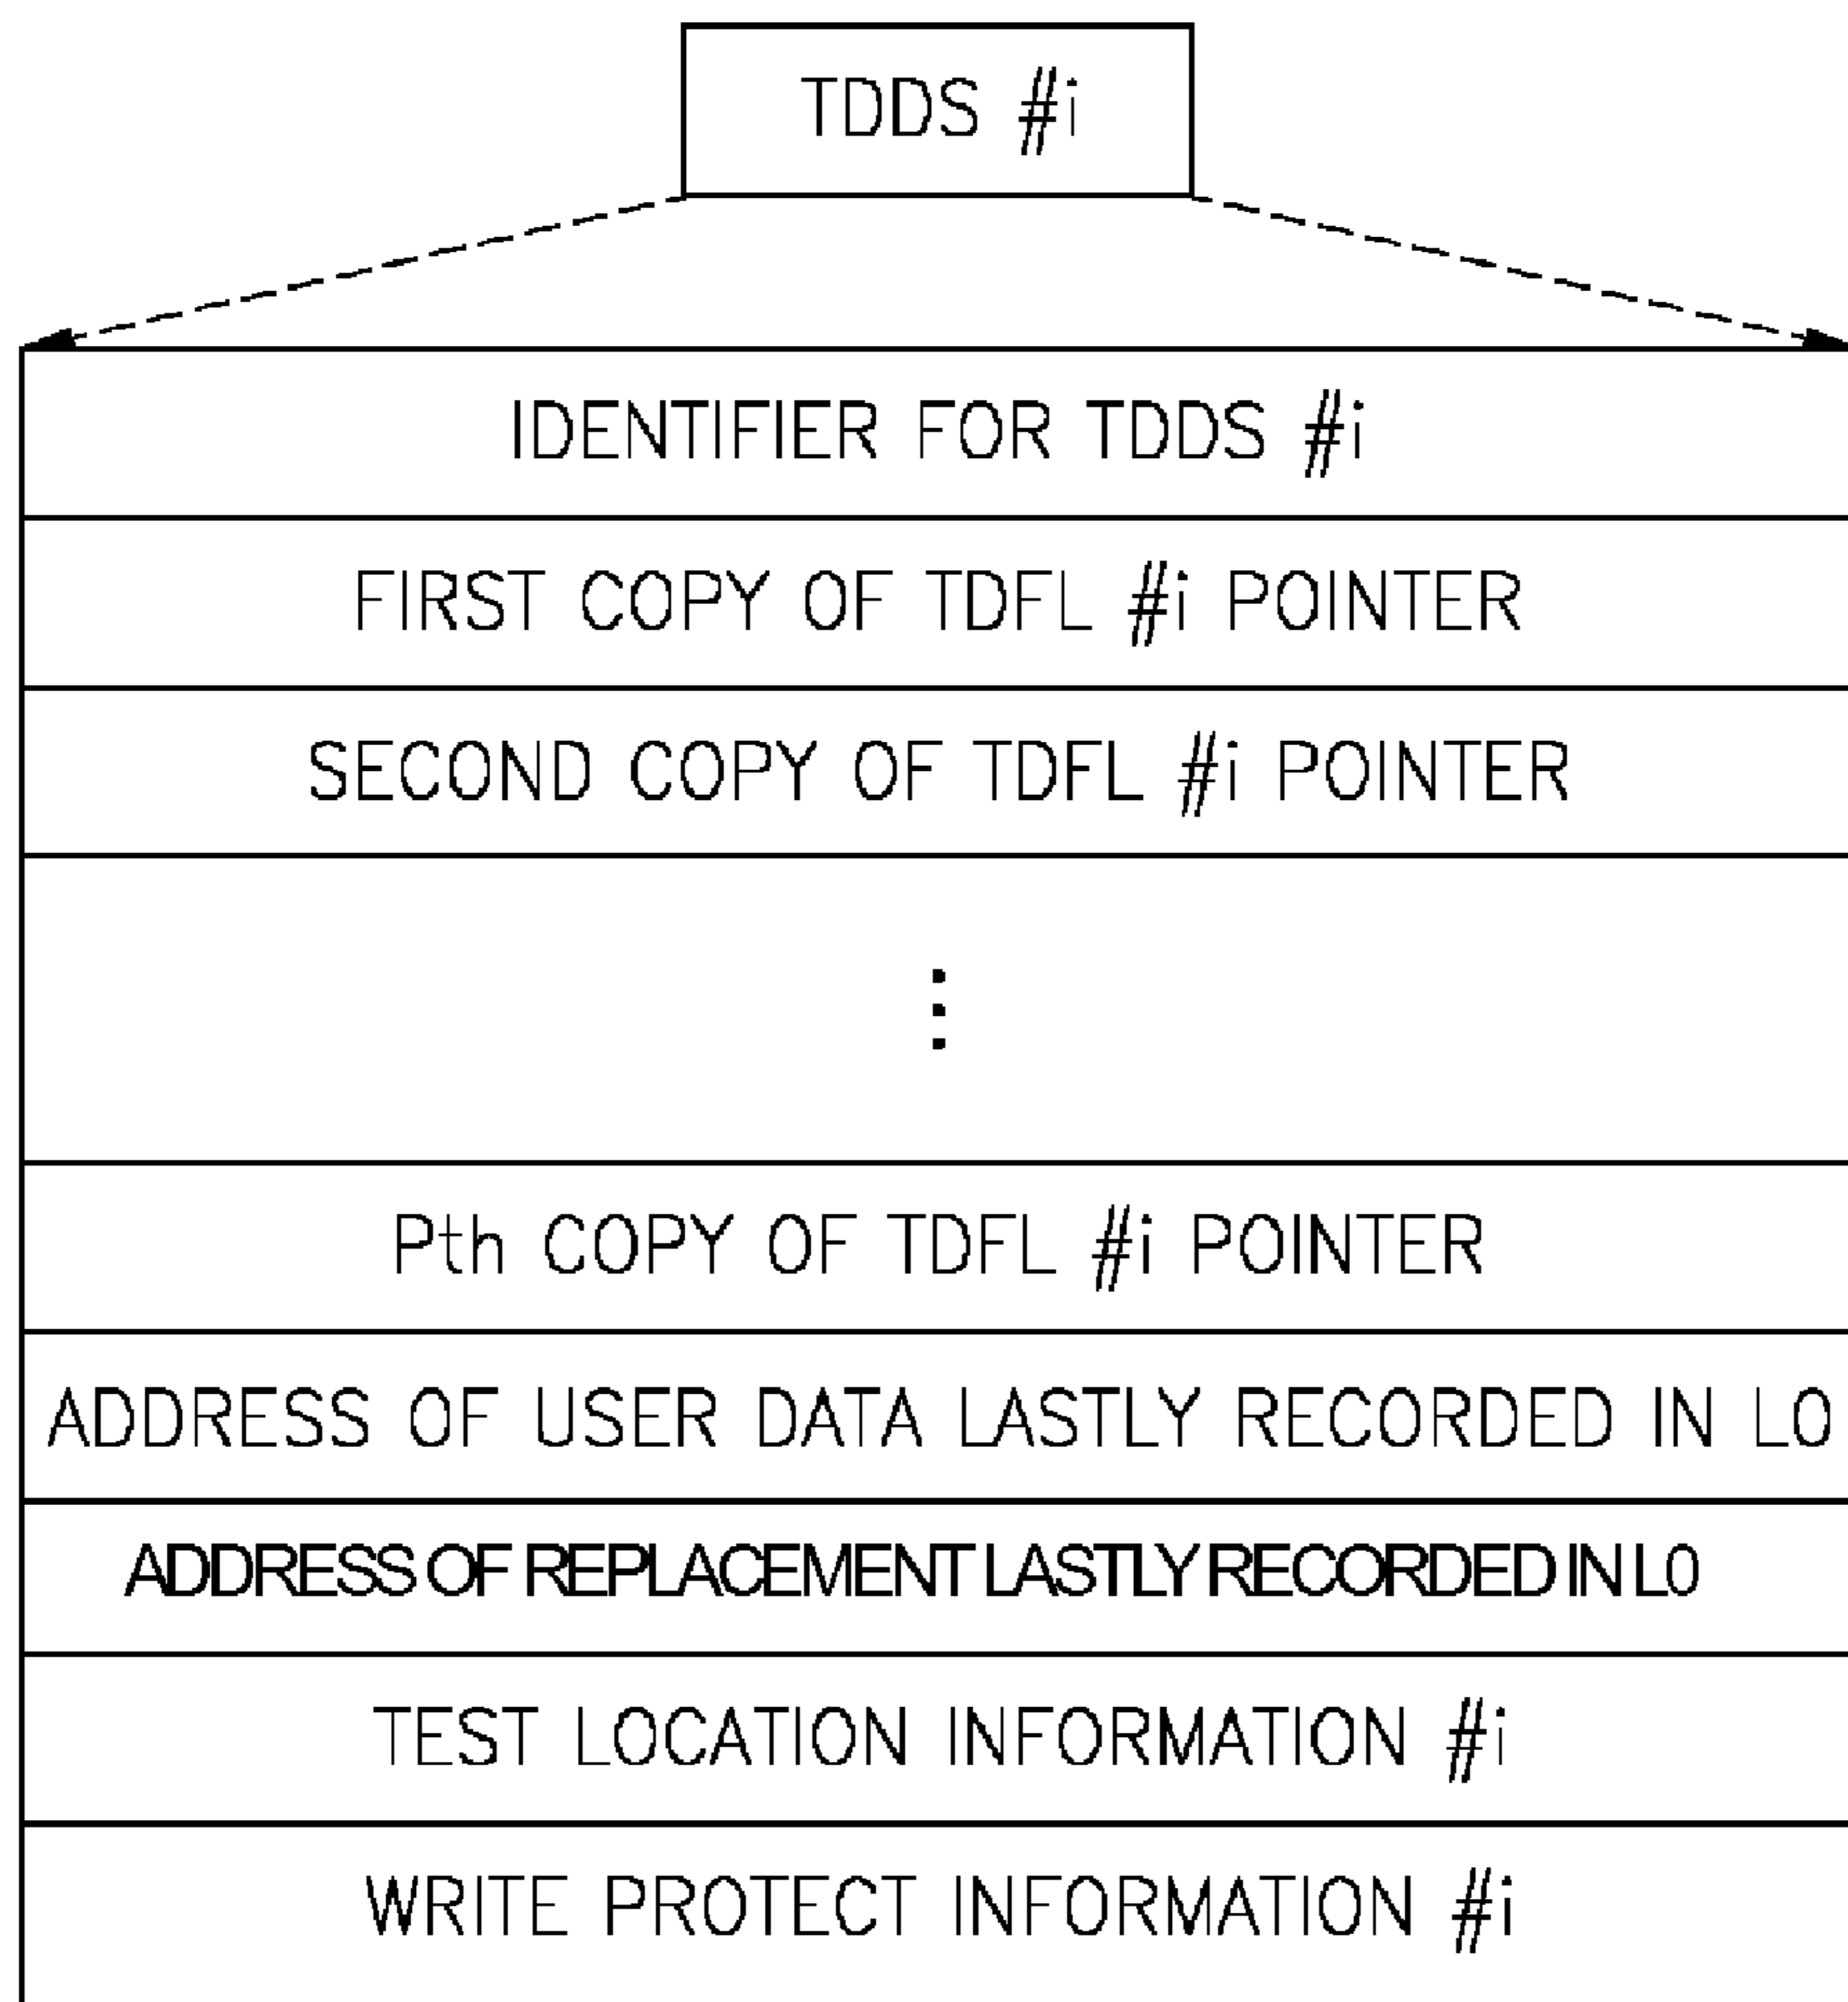 TDDS #i
IDENTIFIER FOR TDDS #i
FIRST COPY OF TDFL #i POINTER
SECOND COPY OF TDFL #i POINTER
⋮
Pth COPY OF TDFL #i POINTER
ADDRESS OF USER DATA LASTLY RECORDED IN L0
ADDRESS OF REPLACEMENT LASTLY RECORDED IN L0
TEST LOCATION INFORMATION #i
WRITE PROTECT INFORMATION #i